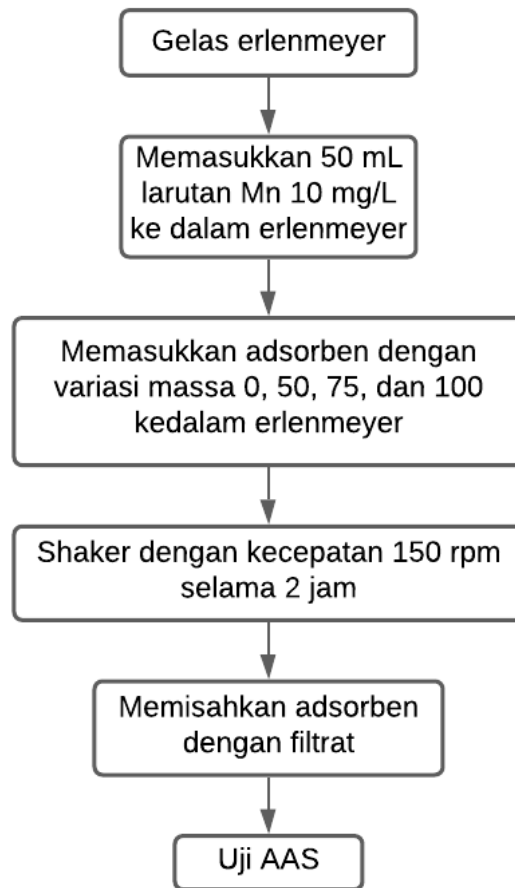 Gelas erlenmeyer
Memasukkan 50 mL
larutan Mn 10 mg/L
ke dalam erlenmeyer
Memasukkan adsorben dengan
variasi massa 0, 50, 75, dan 100
kedalam erlenmeyer
Shaker dengan kecepatan 150 rpm
selama 2 jam
Memisahkan adsorben
dengan filtrat
Uji AAS